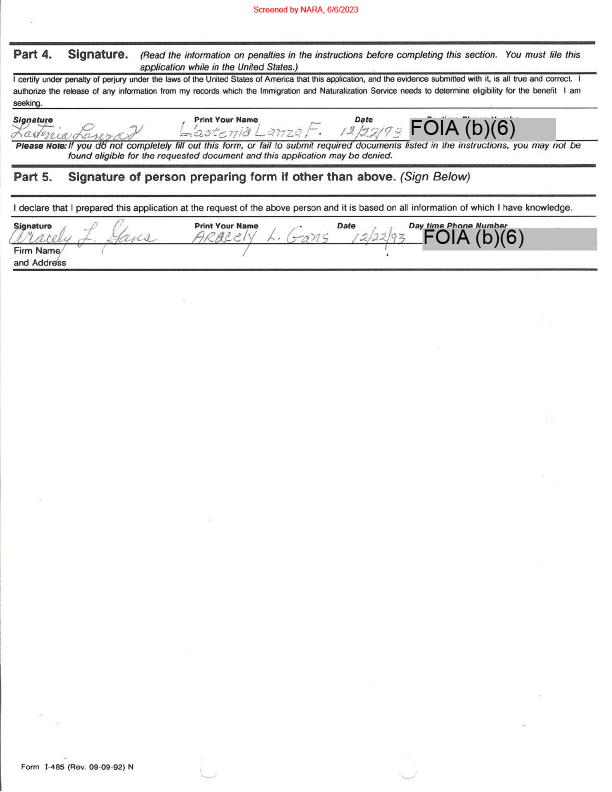 Screened by NARA, 6/6/2023
Part 4. Signature. (Read the information on penalties in the instructions before completing this section. You must file this
application while in the United States.)
I certify under penalty of perjury under the laws of the United States of America that this application, and the evidence submitted with it, is all true and correct. I
authorize the release of any information from my records which the Immigration and Naturalization Service needs to determine eligibility for the benefit I am
seeking.
Signature Print Your Name Date
Lastenia Lanza F. Lastenia Lanza F. 12/22/93 FOIA (b)(6)
Please Note: If you do not completely fill out this form, or fail to submit required documents listed in the instructions, you may not be
found eligible for the requested document and this application may be denied.
Part 5. Signature of person preparing form if other than above. (Sign Below)
I declare that I prepared this application at the request of the above person and it is based on all information of which I have knowledge.
Signature Print Your Name Date Day time Phone Number
Aracely L. Gans ARACELY L. Gans 12/22/93 FOIA (b)(6)
Firm Name
and Address
Form I-485 (Rev. 09-09-92) N